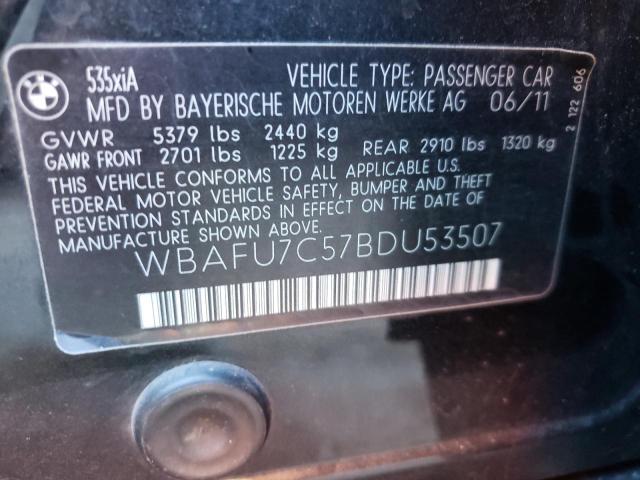 BMW
535xiA VEHICLE TYPE: PASSENGER CAR
MFD BY BAYERISCHE MOTOREN WERKE AG 06/11
GVWR 5379 lbs 2440 kg
GAWR FRONT 2701 lbs 1225 kg REAR 2910 lbs 1320 kg
THIS VEHICLE CONFORMS TO ALL APPLICABLE U.S.
FEDERAL MOTOR VEHICLE SAFETY, BUMPER AND THEFT
PREVENTION STANDARDS IN EFFECT ON THE DATE OF
MANUFACTURE SHOWN ABOVE.
WBAFU7C57BDU53507
2 122 606